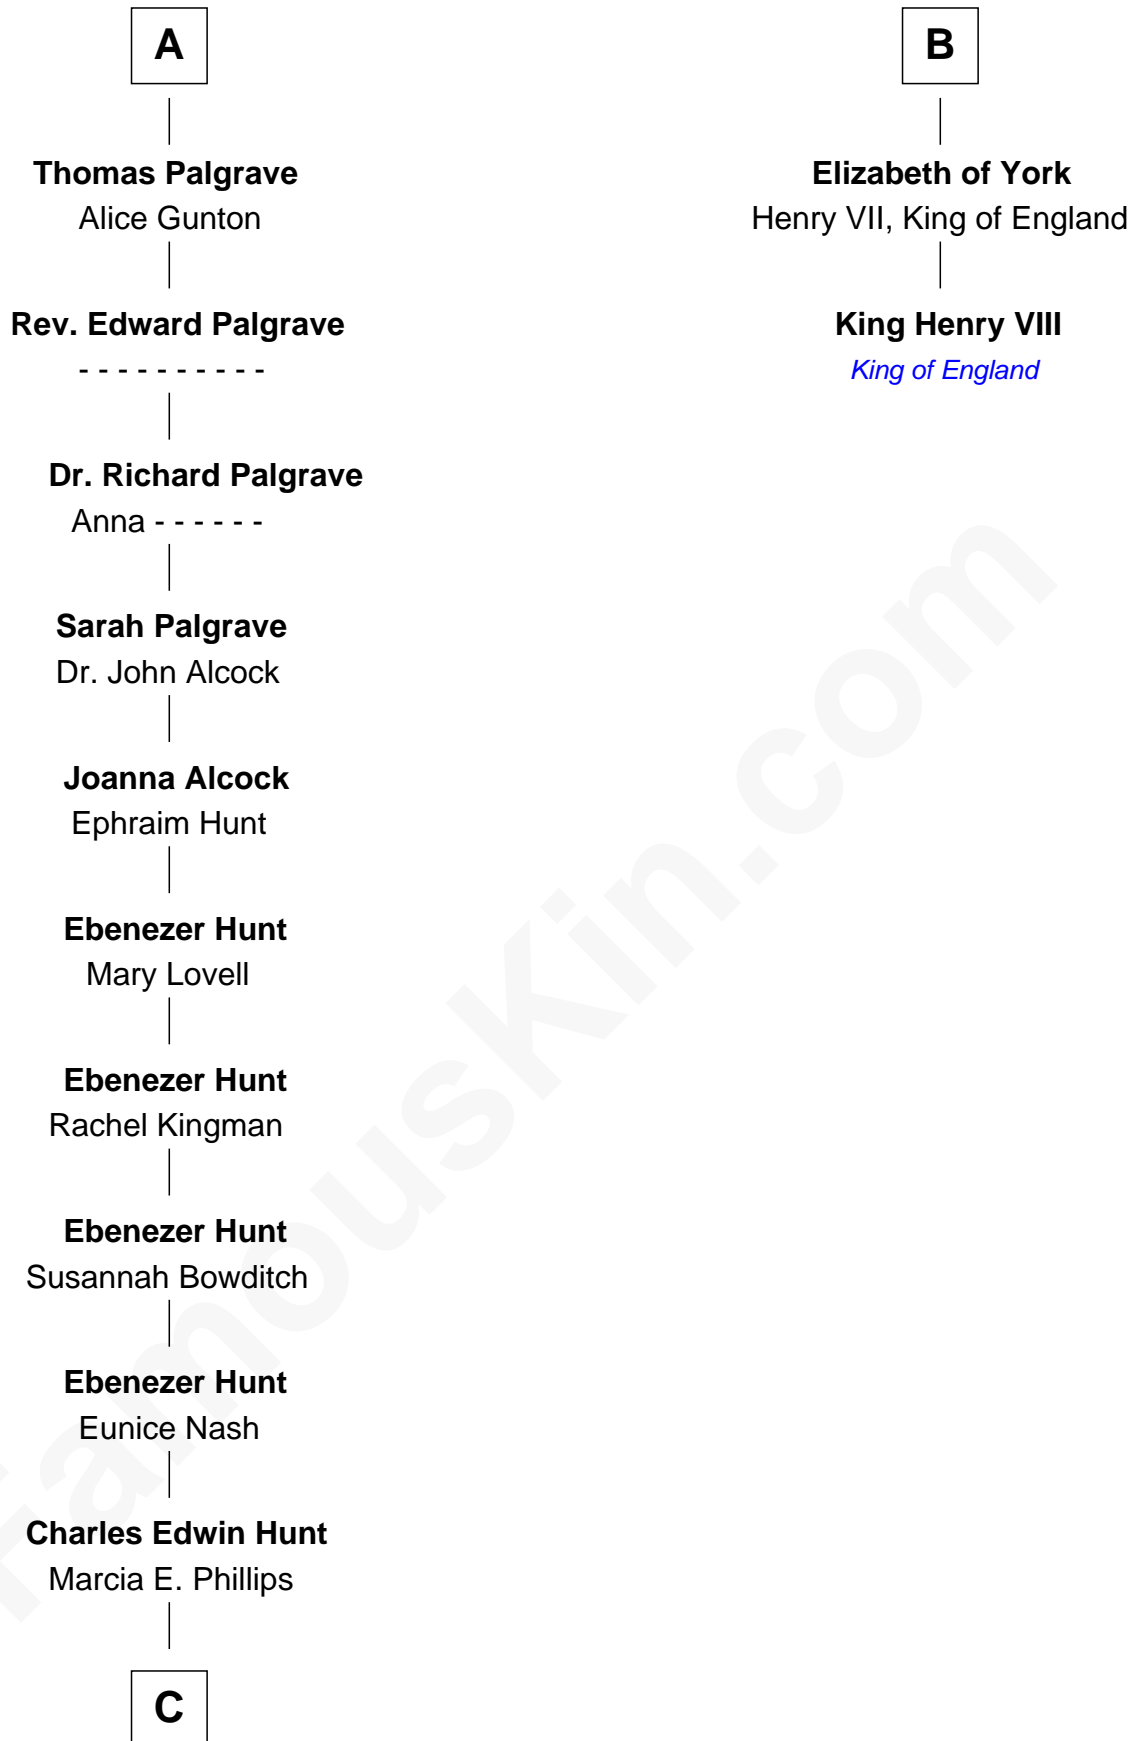 A
Thomas Palgrave
Alice Gunton
Rev. Edward Palgrave
- - - - - - - - - -
Dr. Richard Palgrave
Anna - - - - - -
Sarah Palgrave
Dr. John Alcock
Joanna Alcock
Ephraim Hunt
Ebenezer Hunt
Mary Lovell
Ebenezer Hunt
Rachel Kingman
Ebenezer Hunt
Susannah Bowditch
Ebenezer Hunt
Eunice Nash
Charles Edwin Hunt
Marcia E. Phillips
C
B
Elizabeth of York
Henry VII, King of England
King Henry VIII
King of England
FamousKin.com